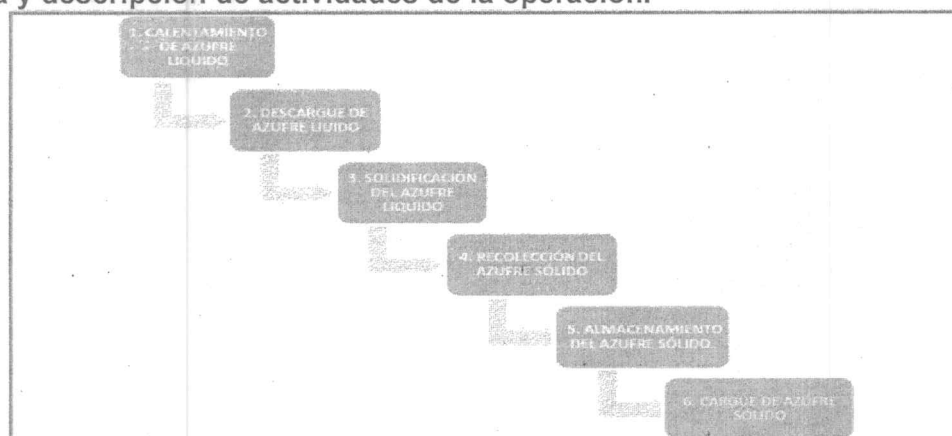 y descripción de actividades de la operación.
1. CALENTAMIENTO
DE AZUFRE
LIQUIDO
2. DESCARGUE DE
AZUFRE LIUIDO
3. SOLIDIFICACIÓN
DEL AZUFRE
LIQUIDO
4. RECOLECCIÓN DEL
AZUFRE SÓLIDO
5. ALMACENAMIENTO
DEL AZUFRE SÓLIDO
6. CARGUE DE AZUFRE
SÓLIDO